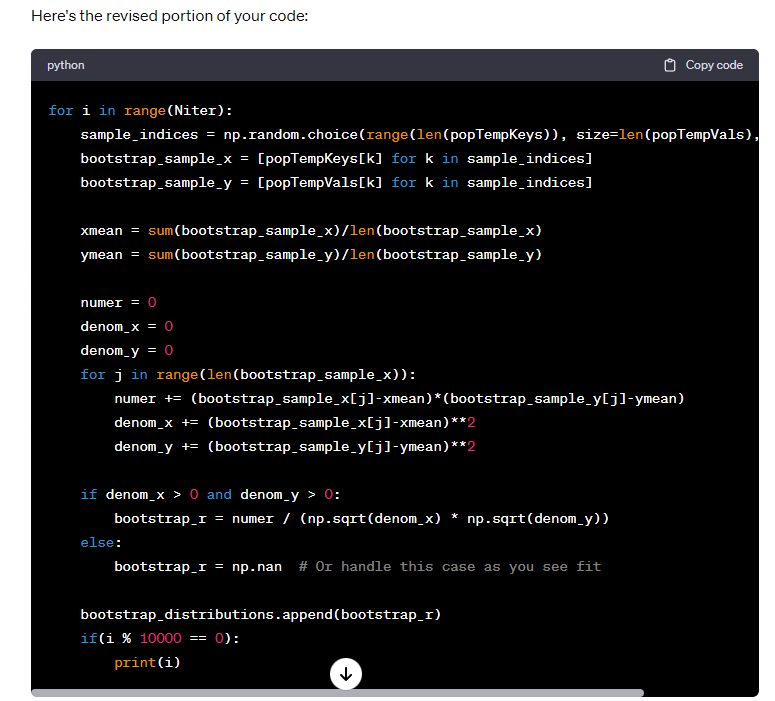 Here's the revised portion of your code:
python
Copy code
for i in range(Niter):
    sample_indices = np.random.choice(range(len(popTempKeys)), size=len(popTempVals),
    bootstrap_sample_x = [popTempKeys[k] for k in sample_indices]
    bootstrap_sample_y = [popTempVals[k] for k in sample_indices]
    xmean = sum(bootstrap_sample_x)/len(bootstrap_sample_x)
    ymean = sum(bootstrap_sample_y)/len(bootstrap_sample_y)
    numer = 0
    denom_x = 0
    denom_y = 0
    for j in range(len(bootstrap_sample_x)):
        numer += (bootstrap_sample_x[j]-xmean)*(bootstrap_sample_y[j]-ymean)
        denom_x += (bootstrap_sample_x[j]-xmean)**2
        denom_y += (bootstrap_sample_y[j]-ymean)**2
    if denom_x > 0 and denom_y > 0:
        bootstrap_r = numer / (np.sqrt(denom_x) * np.sqrt(denom_y))
    else:
        bootstrap_r = np.nan  # Or handle this case as you see fit
    bootstrap_distributions.append(bootstrap_r)
    if(i % 10000 == 0):
        print(i)